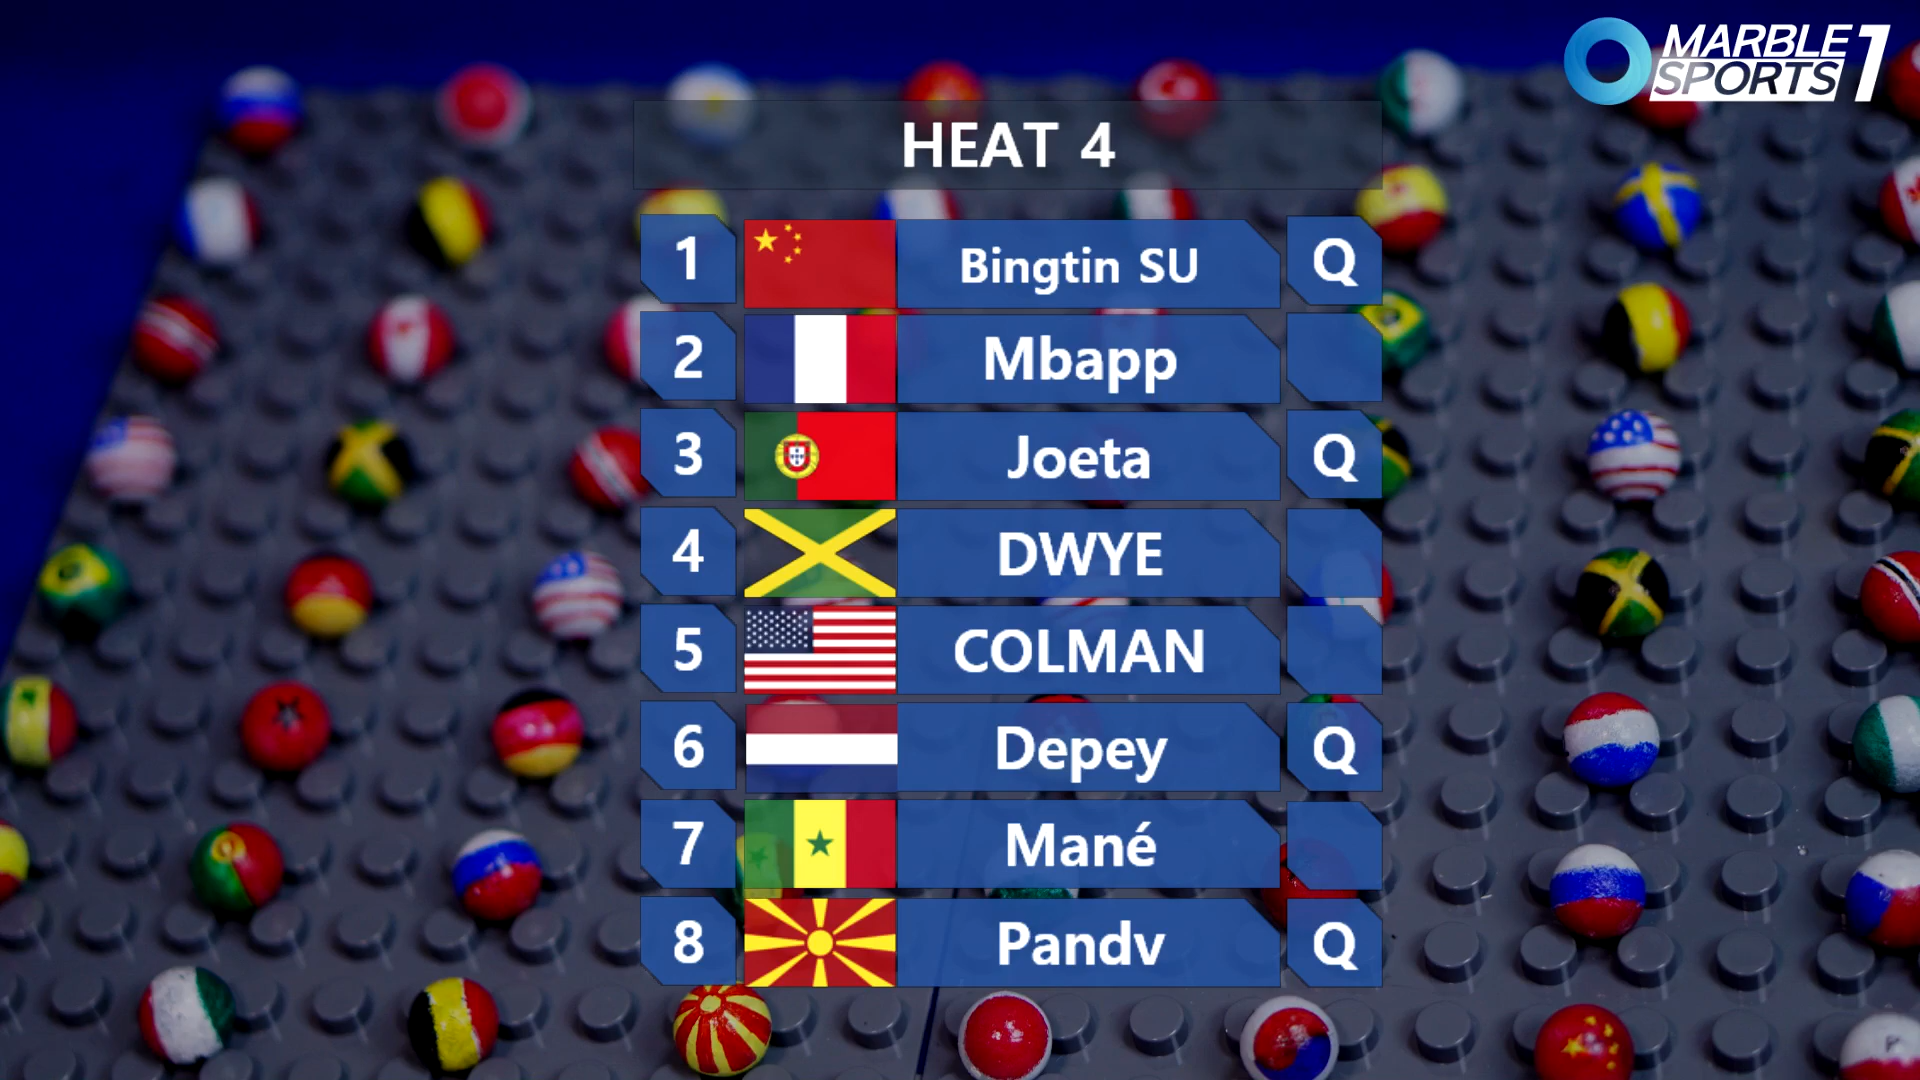 MARBLE
SPORTS 1
HEAT 4
1 Bingtin SU Q
2 Mbapp
3 Joeta Q
4 DWYE
5 COLMAN
6 Depey Q
7 Mané
8 Pandv Q